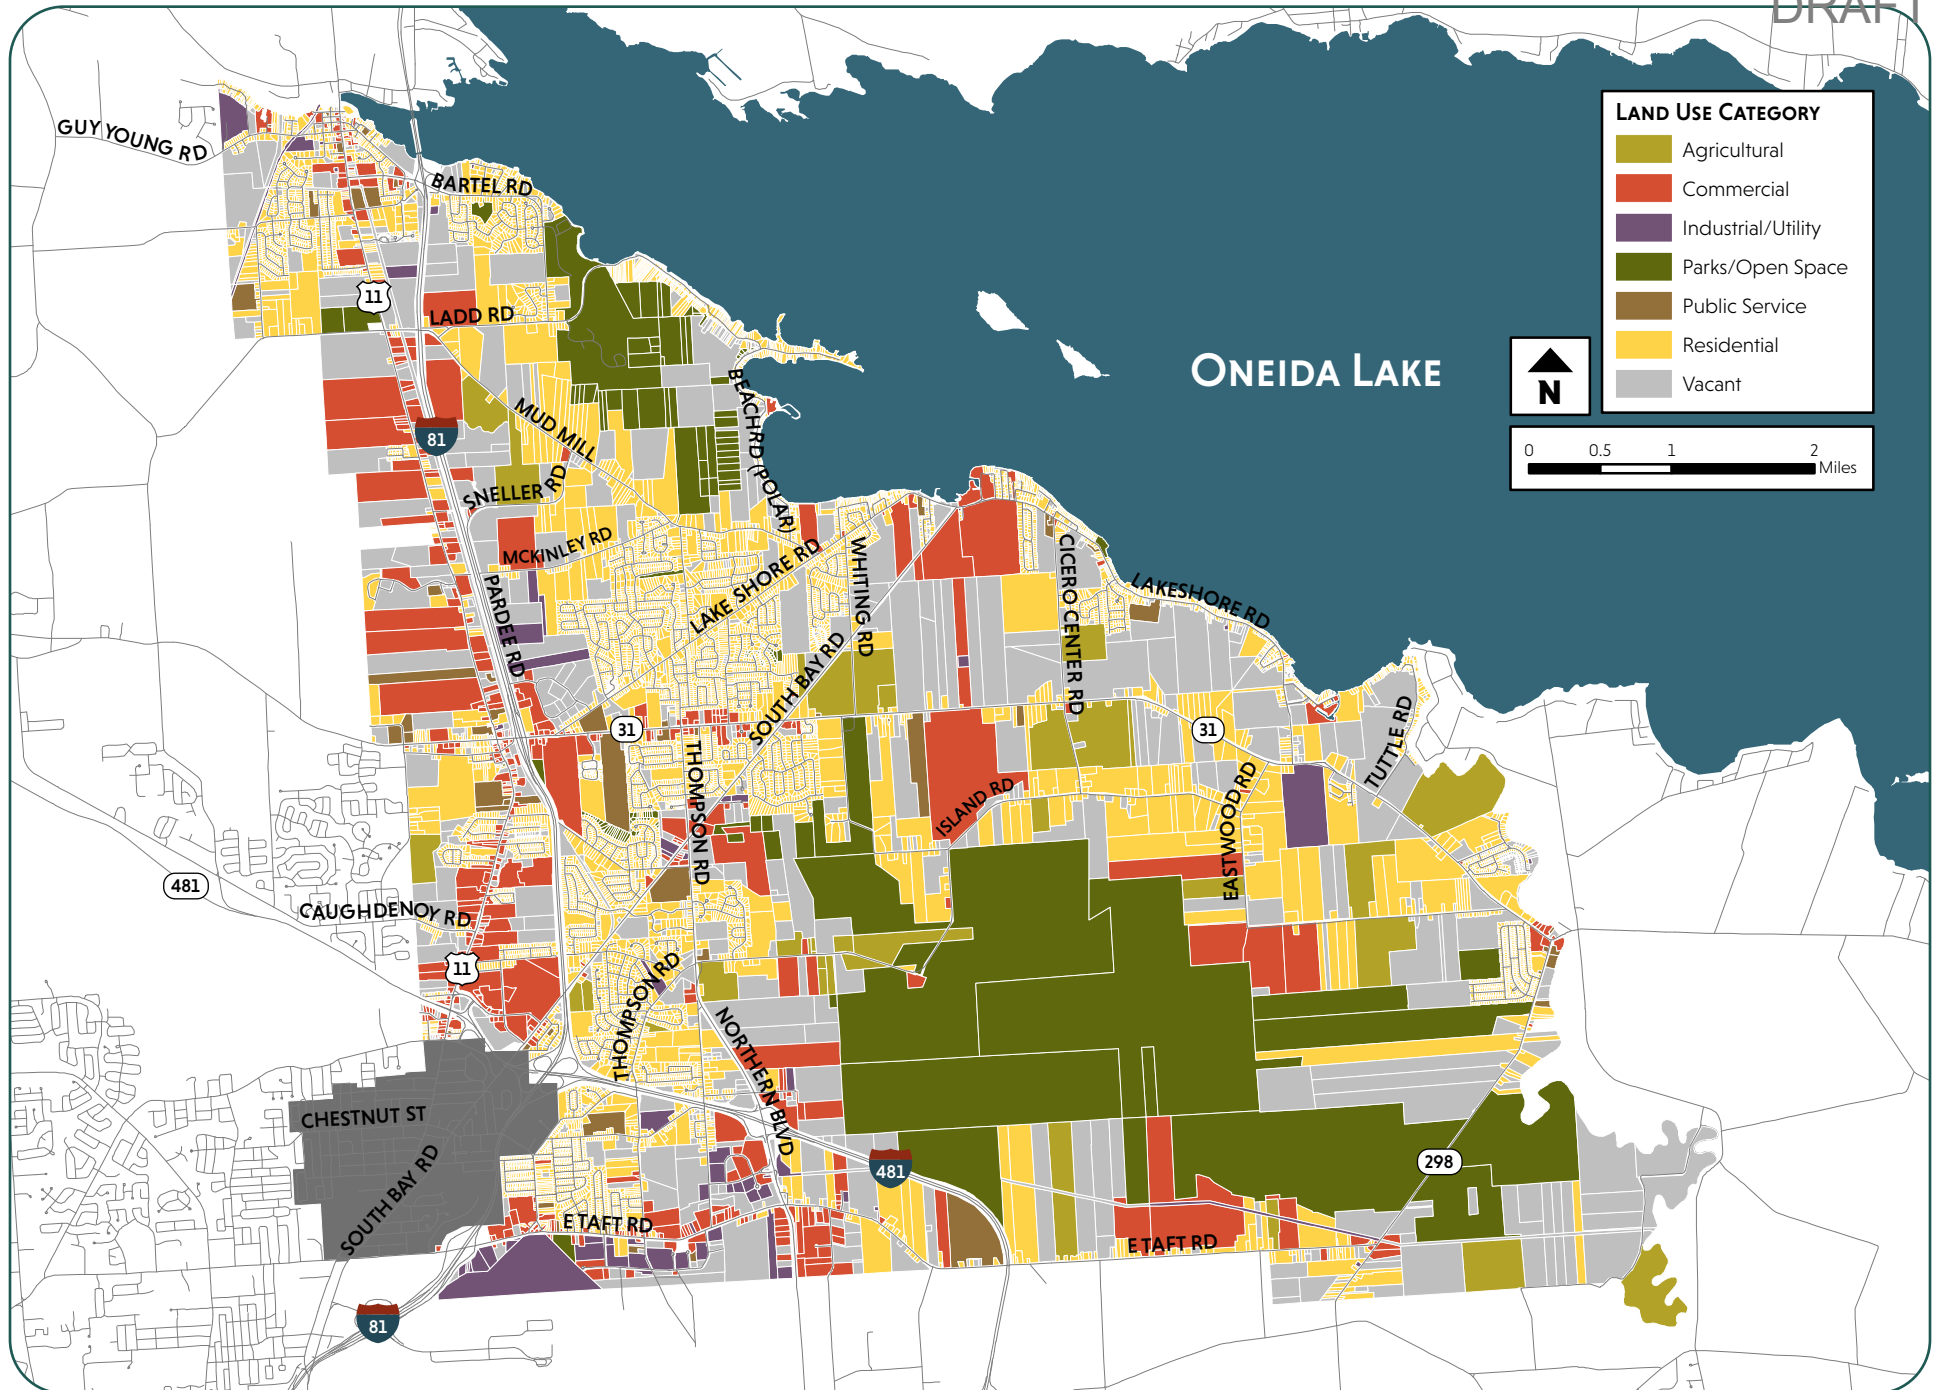 DRAFT
LAND USE CATEGORY
Agricultural
Commercial
Industrial/Utility
Parks/Open Space
Public Service
Residential
Vacant
N
0 0.5 1 2
Miles
ONEIDA LAKE
GUY YOUNG RD
BARTEL RD
11
LADD RD
81
MUD MILL
BEACH RD (POLAR)
SNELLER RD
MCKINLEY RD
PARDEE RD
LAKE SHORE RD
WHITING RD
CICERO CENTER RD
LAKESHORE RD
SOUTH BAY RD
31
31
TUTTLE RD
THOMPSON RD
ISLAND RD
EASTWOOD RD
481
CAUGHDENOY RD
11
THOMPSON RD
NORTHERN BLVD
CHESTNUT ST
SOUTH BAY RD
481
298
E TAFT RD
E TAFT RD
81